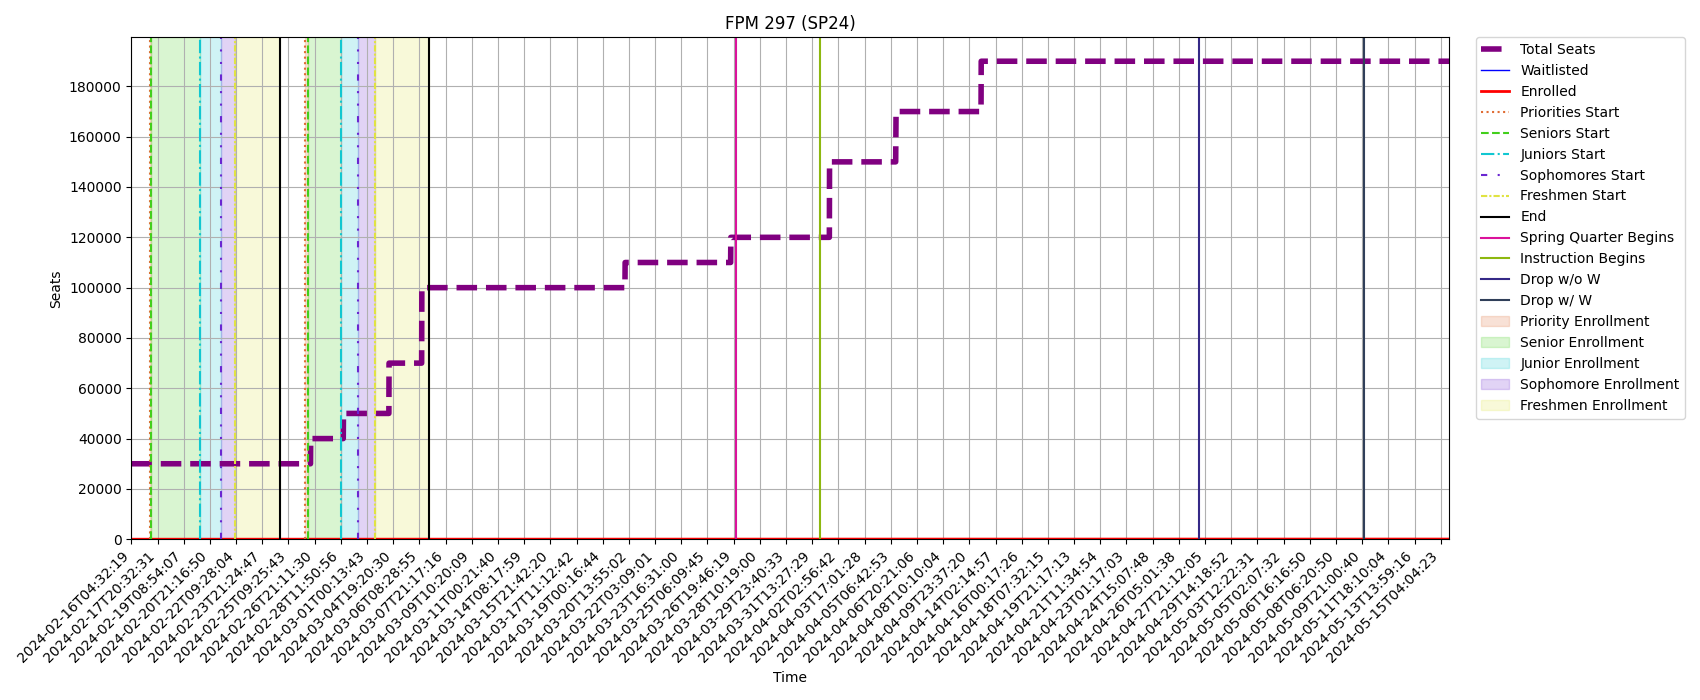 FPM 297 (SP24)
Seats
180000
160000
140000
120000
100000
80000
60000
40000
20000
0
2024-02-16T04:32:19
2024-02-17T20:32:31
2024-02-19T08:54:07
2024-02-20T21:16:50
2024-02-22T09:28:04
2024-02-23T21:24:47
2024-02-25T09:25:43
2024-02-26T21:11:30
2024-02-28T11:50:56
2024-03-01T00:13:43
2024-03-04T19:20:30
2024-03-06T08:28:55
2024-03-07T21:17:16
2024-03-09T10:20:09
2024-03-11T00:21:40
2024-03-14T08:17:59
2024-03-15T21:42:20
2024-03-17T11:12:42
2024-03-19T00:16:44
2024-03-20T13:55:02
2024-03-22T03:09:01
2024-03-23T16:31:00
2024-03-25T06:09:45
2024-03-26T19:46:19
2024-03-28T10:19:00
2024-03-29T23:40:33
2024-03-31T13:27:29
2024-04-02T02:56:42
2024-04-03T17:01:28
2024-04-05T06:42:53
2024-04-06T20:21:06
2024-04-08T10:10:04
2024-04-09T23:37:20
2024-04-14T02:14:57
2024-04-16T00:17:26
2024-04-18T07:32:15
2024-04-19T21:17:13
2024-04-21T11:34:54
2024-04-23T01:17:03
2024-04-24T15:07:48
2024-04-26T05:01:38
2024-04-27T21:12:05
2024-04-29T14:18:52
2024-05-03T12:22:31
2024-05-05T02:07:32
2024-05-06T16:16:50
2024-05-08T06:20:50
2024-05-09T21:00:40
2024-05-11T18:10:04
2024-05-13T13:59:16
2024-05-15T04:04:23
Time
Total Seats
Waitlisted
Enrolled
Priorities Start
Seniors Start
Juniors Start
Sophomores Start
Freshmen Start
End
Spring Quarter Begins
Instruction Begins
Drop w/o W
Drop w/ W
Priority Enrollment
Senior Enrollment
Junior Enrollment
Sophomore Enrollment
Freshmen Enrollment